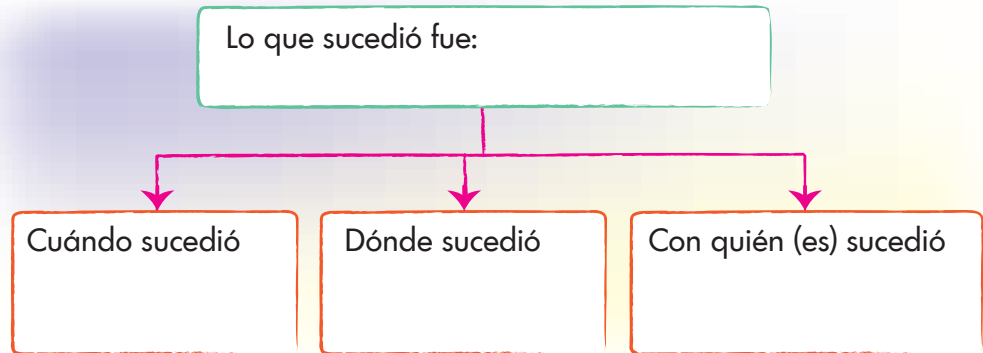 Lo que sucedió fue:
Cuándo sucedió
Dónde sucedió
Con quién (es) sucedió